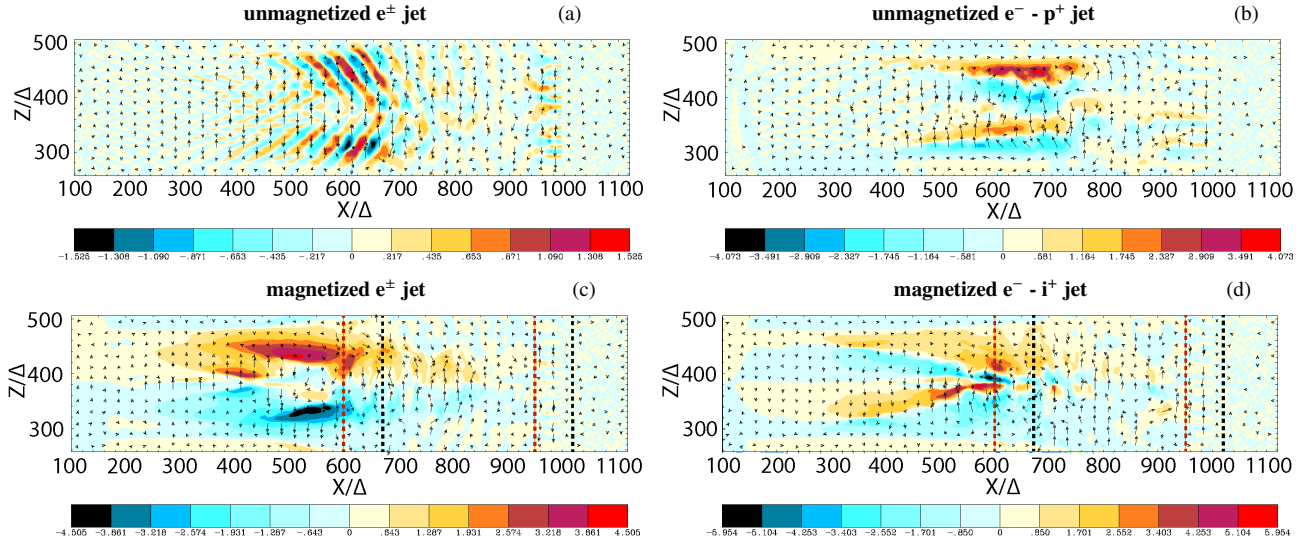 unmagnetized e± jet (a)
unmagnetized e⁻ - p⁺ jet (b)
500
400
300
Z/Δ
100 200 300 400 500 600 700 800 900 1000 1100
X/Δ
-1.525 -1.308 -1.090 -.871 -.653 -.435 -.217 0 .217 .435 .653 .871 1.090 1.308 1.525
500
400
300
Z/Δ
100 200 300 400 500 600 700 800 900 1000 1100
X/Δ
-4.073 -3.491 -2.909 -2.327 -1.745 -1.164 -.581 0 .581 1.164 1.745 2.327 2.909 3.491 4.073
magnetized e± jet (c)
magnetized e⁻ - i⁺ jet (d)
500
400
300
Z/Δ
100 200 300 400 500 600 700 800 900 1000 1100
X/Δ
-4.505 -3.861 -3.218 -2.574 -1.931 -1.287 -.643 0 .643 1.287 1.931 2.574 3.218 3.861 4.505
500
400
300
Z/Δ
100 200 300 400 500 600 700 800 900 1000 1100
X/Δ
-5.954 -5.104 -4.253 -3.403 -2.552 -1.701 -.850 0 .850 1.701 2.552 3.403 4.253 5.104 5.954